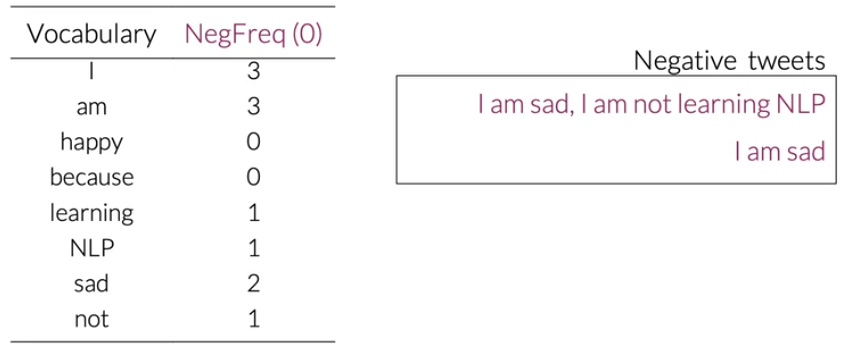 Vocabulary NegFreq (0)
I 3
am 3
happy 0
because 0
learning 1
NLP 1
sad 2
not 1
Negative tweets
I am sad, I am not learning NLP
I am sad